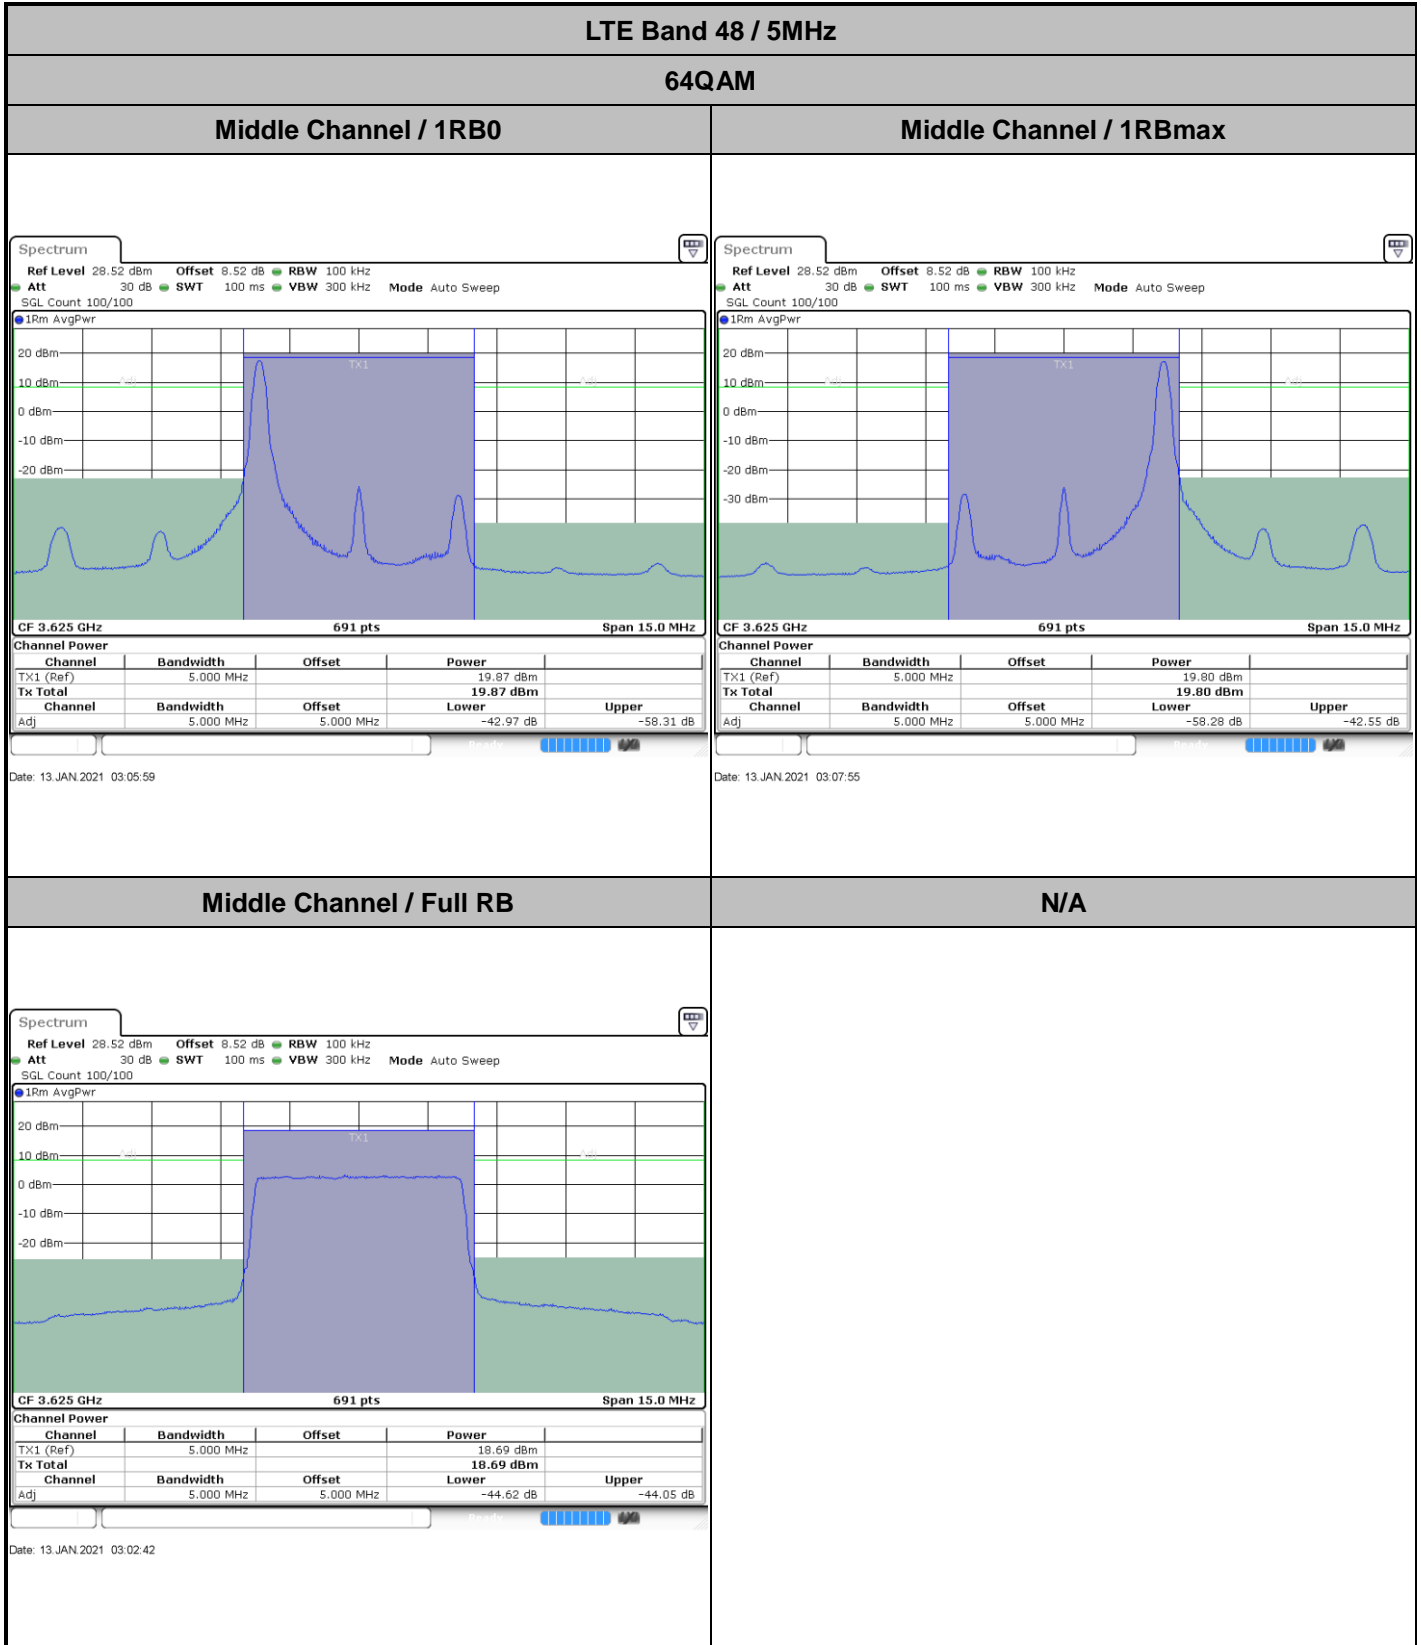 LTE Band 48 / 5MHz
64QAM
Middle Channel / 1RB0
Spectrum
Ref Level 28.52 dBm Offset 8.52 dB RBW 100 kHz
Att 30 dB SWT 100 ms VBW 300 kHz Mode Auto Sweep
SGL Count 100/100
1Rm AvgPwr
TX1
20 dBm
Adj
Adj
10 dBm
0 dBm
-10 dBm
-20 dBm
CF 3.625 GHz 691 pts Span 15.0 MHz
Channel Power
Channel Bandwidth Offset Power
TX1 (Ref) 5.000 MHz 19.87 dBm
Tx Total 19.87 dBm
Channel Bandwidth Offset Lower Upper
Adj 5.000 MHz 5.000 MHz -42.97 dB -58.31 dB
Ready
Date: 13.JAN.2021 03:05:59
Middle Channel / 1RBmax
Spectrum
Ref Level 28.52 dBm Offset 8.52 dB RBW 100 kHz
Att 30 dB SWT 100 ms VBW 300 kHz Mode Auto Sweep
SGL Count 100/100
1Rm AvgPwr
TX1
20 dBm
Adj
Adj
10 dBm
0 dBm
-10 dBm
-20 dBm
-30 dBm
CF 3.625 GHz 691 pts Span 15.0 MHz
Channel Power
Channel Bandwidth Offset Power
TX1 (Ref) 5.000 MHz 19.80 dBm
Tx Total 19.80 dBm
Channel Bandwidth Offset Lower Upper
Adj 5.000 MHz 5.000 MHz -58.28 dB -42.55 dB
Ready
Date: 13.JAN.2021 03:07:55
Middle Channel / Full RB
Spectrum
Ref Level 28.52 dBm Offset 8.52 dB RBW 100 kHz
Att 30 dB SWT 100 ms VBW 300 kHz Mode Auto Sweep
SGL Count 100/100
1Rm AvgPwr
20 dBm
TX1
Adj
Adj
10 dBm
0 dBm
-10 dBm
-20 dBm
CF 3.625 GHz 691 pts Span 15.0 MHz
Channel Power
Channel Bandwidth Offset Power
TX1 (Ref) 5.000 MHz 18.69 dBm
Tx Total 18.69 dBm
Channel Bandwidth Offset Lower Upper
Adj 5.000 MHz 5.000 MHz -44.62 dB -44.05 dB
Ready
Date: 13.JAN.2021 03:02:42
N/A